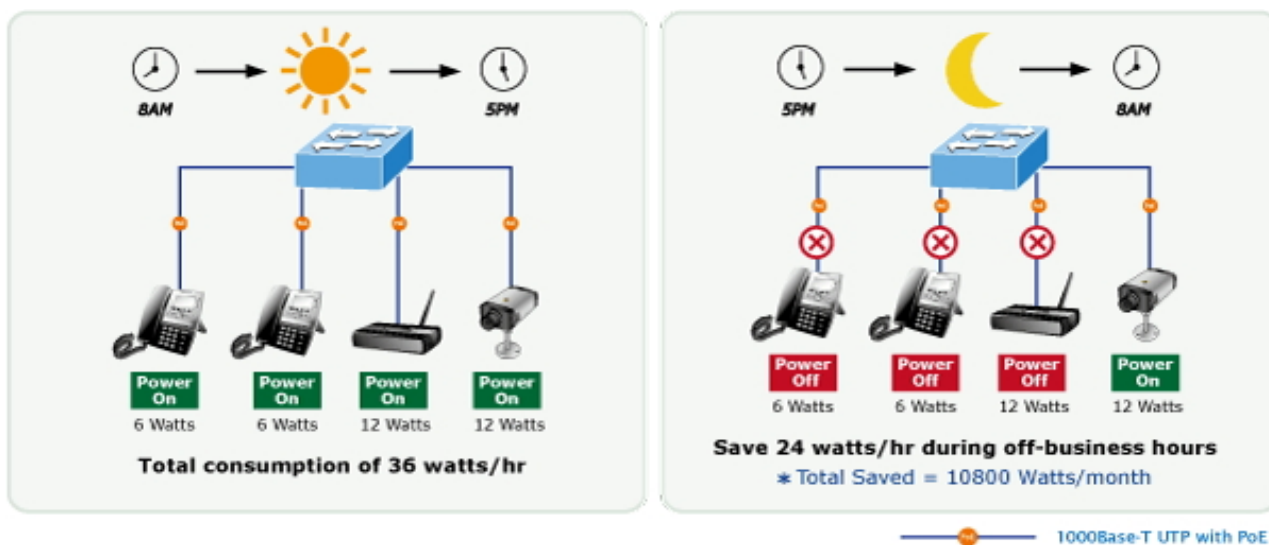 8AM
5PM
Power On
6 Watts
Power On
6 Watts
Power On
12 Watts
Power On
12 Watts
Total consumption of 36 watts/hr
5PM
8AM
Power Off
6 Watts
Power Off
6 Watts
Power Off
12 Watts
Power On
12 Watts
Save 24 watts/hr during off-business hours
* Total Saved = 10800 Watts/month
PoE
1000Base-T UTP with PoE